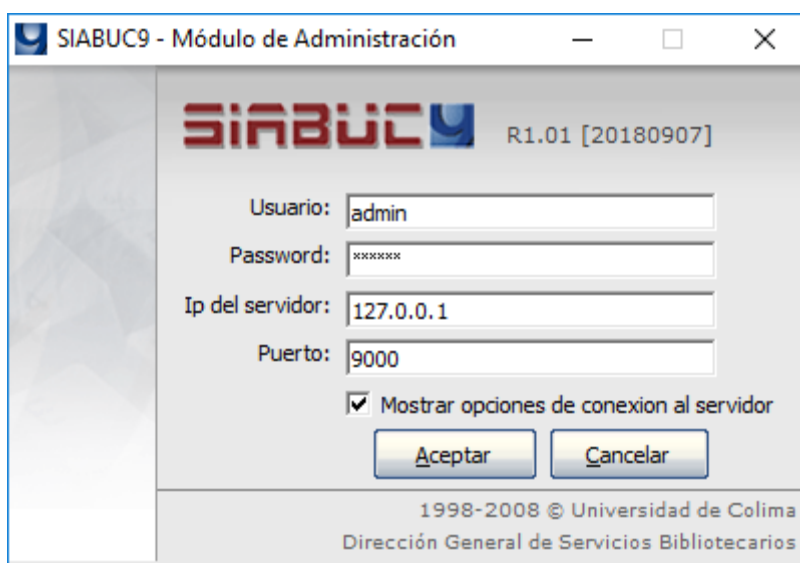 SIABUC9 - Módulo de Administración
SIABUC9 R1.01 [20180907]
Usuario: admin
Password: ******
Ip del servidor: 127.0.0.1
Puerto: 9000
Mostrar opciones de conexion al servidor
Aceptar Cancelar
1998-2008 © Universidad de Colima
Dirección General de Servicios Bibliotecarios